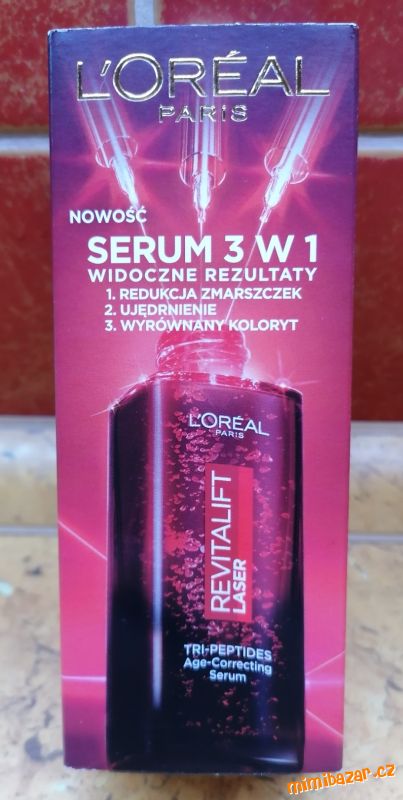 L'ORÉAL
PARIS
NOWOŚĆ
SERUM 3 W 1
WIDOCZNE REZULTATY
1. REDUKCJA ZMARSZCZEK
2. UJĘDRNIENIE
3. WYRÓWNANY KOLORYT
L'ORÉAL
PARIS
REVITALIFT
LASER
TRI-PEPTIDES
Age-Correcting
Serum
mimibazar.cz